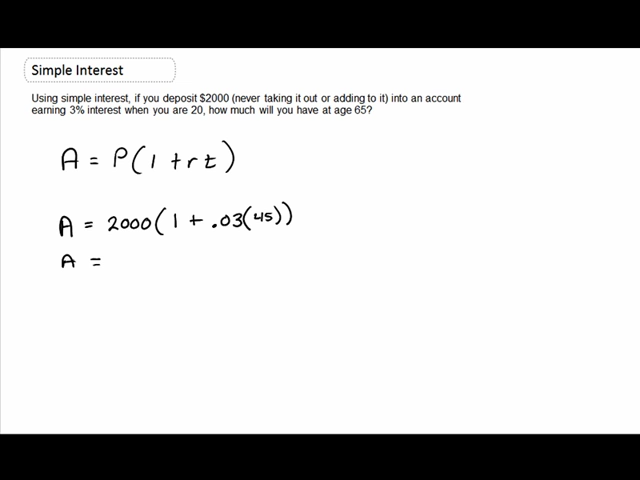 Simple Interest
Using simple interest, if you deposit $2000 (never taking it out or adding to it) into an account
earning 3% interest when you are 20, how much will you have at age 65?
A = P(1 + rt)
A = 2000(1 + .03(45))
A =